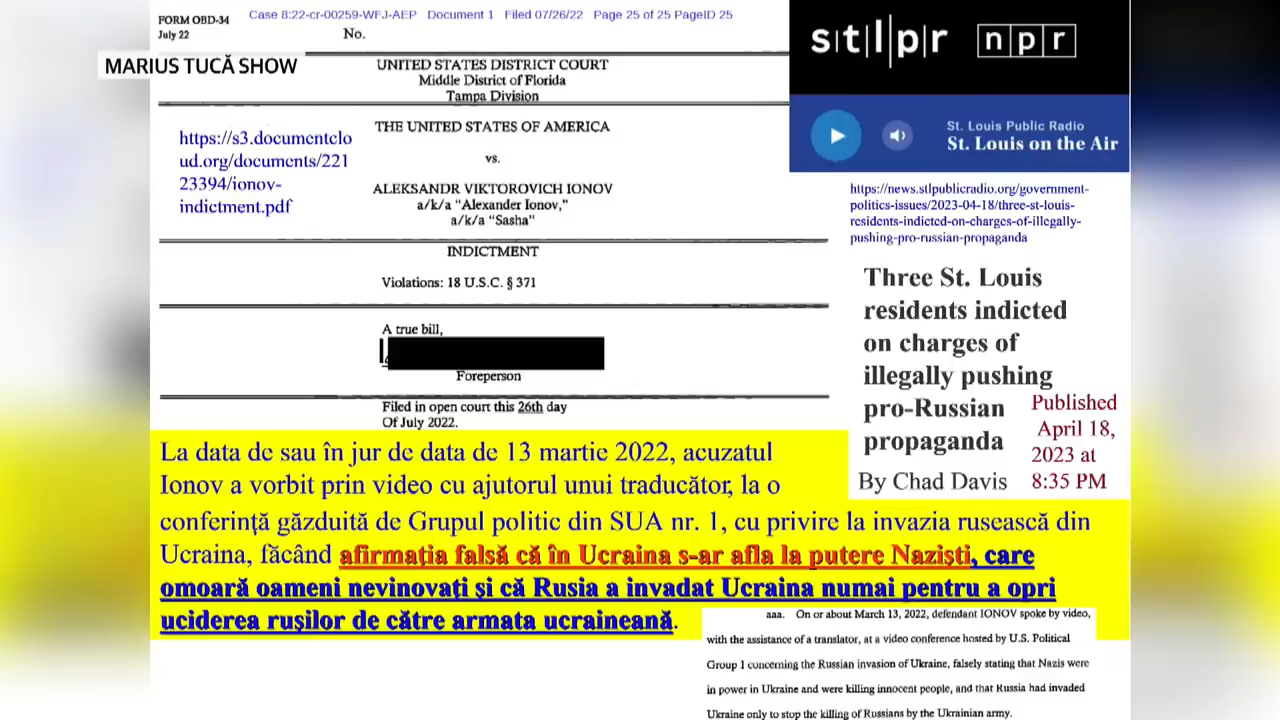 FORM OBD-34
July 22
Case 8:22-cr-00259-WFJ-AEP Document 1 Filed 07/26/22 Page 25 of 25 PageID 25
No.
MARIUS TUCĂ SHOW
UNITED STATES DISTRICT COURT
Middle District of Florida
Tampa Division
https://s3.documentclo
ud.org/documents/221
23394/ionov-
indictment.pdf
THE UNITED STATES OF AMERICA
vs.
ALEKSANDR VIKTOROVICH IONOV
a/k/a “Alexander Ionov,”
a/k/a “Sasha”
INDICTMENT
Violations: 18 U.S.C. § 371
A true bill,
Foreperson
Filed in open court this 26th day
Of July 2022.
stlpr npr
St. Louis Public Radio
St. Louis on the Air
https://news.stlpublicradio.org/government-
politics-issues/2023-04-18/three-st-louis-
residents-indicted-on-charges-of-illegally-
pushing-pro-russian-propaganda
Three St. Louis
residents indicted
on charges of
illegally pushing
pro-Russian
propaganda
By Chad Davis
Published
April 18,
2023 at
8:35 PM
La data de sau în jur de data de 13 martie 2022, acuzatul
Ionov a vorbit prin video cu ajutorul unui traducător, la o
conferinţă găzduită de Grupul politic din SUA nr. 1, cu privire la invazia rusească din
Ucraina, făcând afirmaţia falsă că în Ucraina s-ar afla la putere Nazişti, care
omoară oameni nevinovaţi şi că Rusia a invadat Ucraina numai pentru a opri
uciderea ruşilor de către armata ucraineană.
aaa. On or about March 13, 2022, defendant IONOV spoke by video,
with the assistance of a translator, at a video conference hosted by U.S. Political
Group 1 concerning the Russian invasion of Ukraine, falsely stating that Nazis were
in power in Ukraine and were killing innocent people, and that Russia had invaded
Ukraine only to stop the killing of Russians by the Ukrainian army.